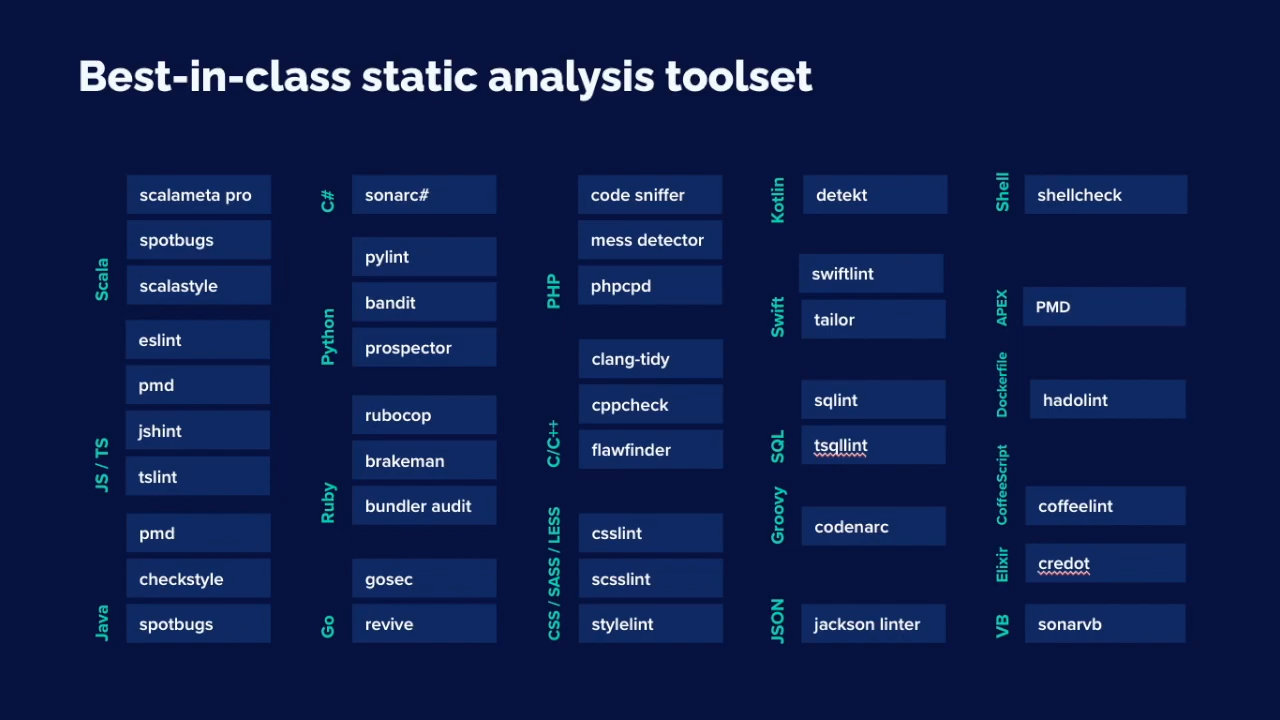 Best-in-class static analysis toolset
Scala
scalameta pro
spotbugs
scalastyle
JS / TS
eslint
pmd
jshint
tslint
Java
pmd
checkstyle
spotbugs
C#
sonarc#
Python
pylint
bandit
prospector
Ruby
rubocop
brakeman
bundler audit
Go
gosec
revive
PHP
code sniffer
mess detector
phpcpd
C/C++
clang-tidy
cppcheck
flawfinder
CSS / SASS / LESS
csslint
scsslint
stylelint
Kotlin
detekt
Swift
swiftlint
tailor
SQL
sqlint
tsqllint
Groovy
codenarc
JSON
jackson linter
Shell
shellcheck
APEX
PMD
Dockerfile
hadolint
CoffeeScript
coffeelint
Elixir
credot
VB
sonarvb